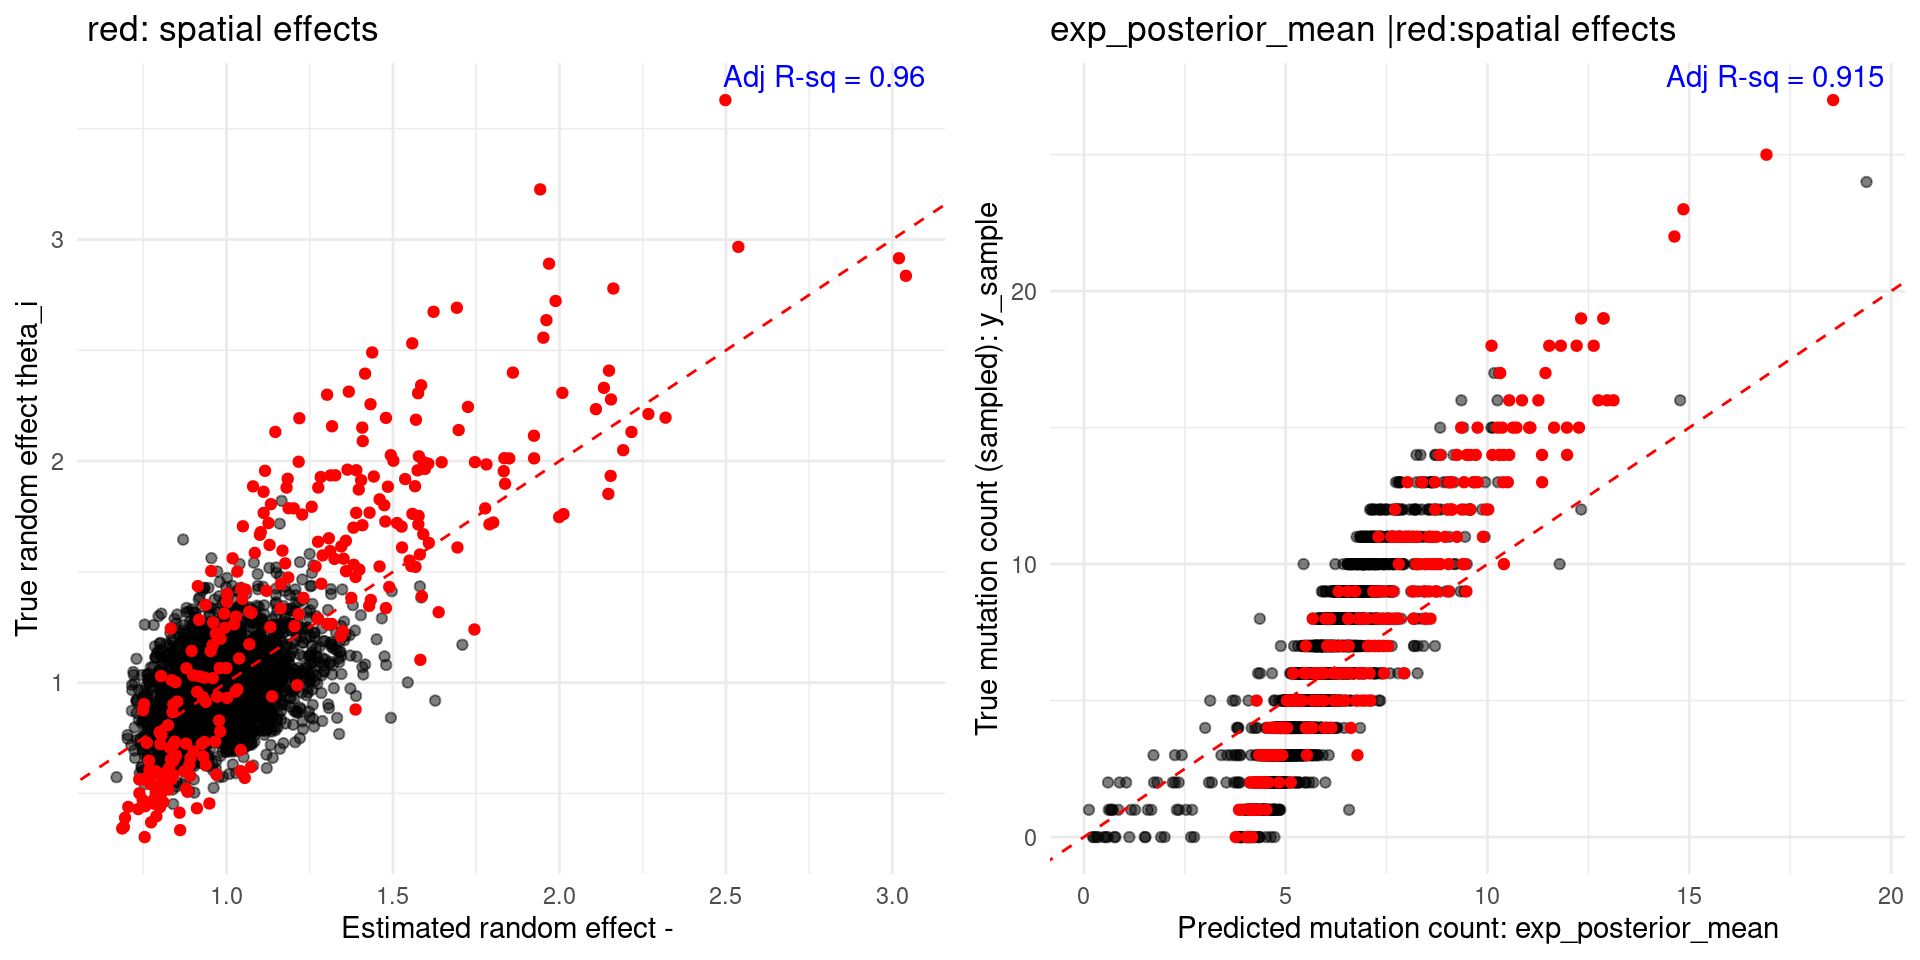 red: spatial effects
Adj R-sq = 0.96
True random effect theta_i
3
2
1
1.0
1.5
2.0
2.5
3.0
Estimated random effect -
exp_posterior_mean |red:spatial effects
Adj R-sq = 0.915
True mutation count (sampled): y_sample
20
10
0
0
5
10
15
20
Predicted mutation count: exp_posterior_mean